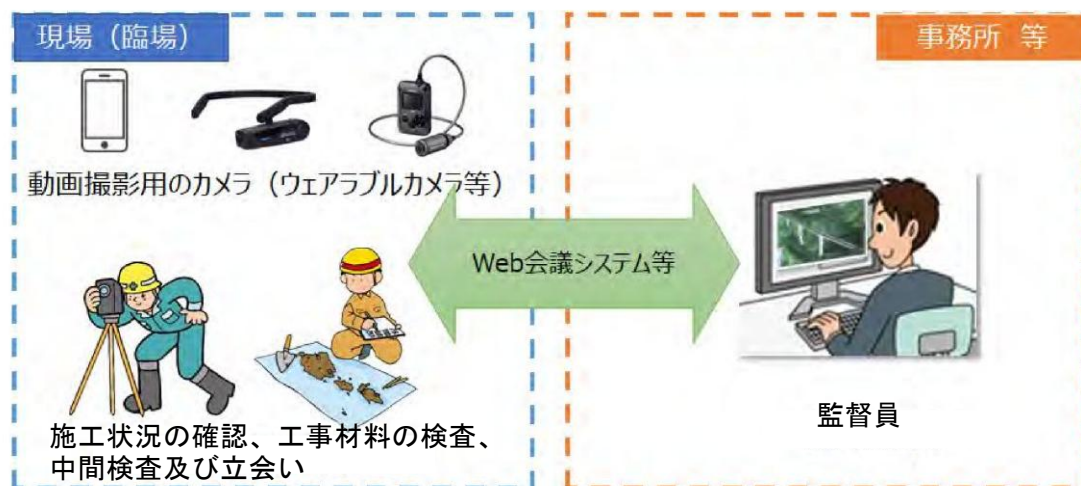 現場（臨場）
動画撮影用のカメラ（ウェアラブルカメラ等）
施工状況の確認、工事材料の検査、
中間検査及び立会い
Web会議システム等
事務所 等
監督員